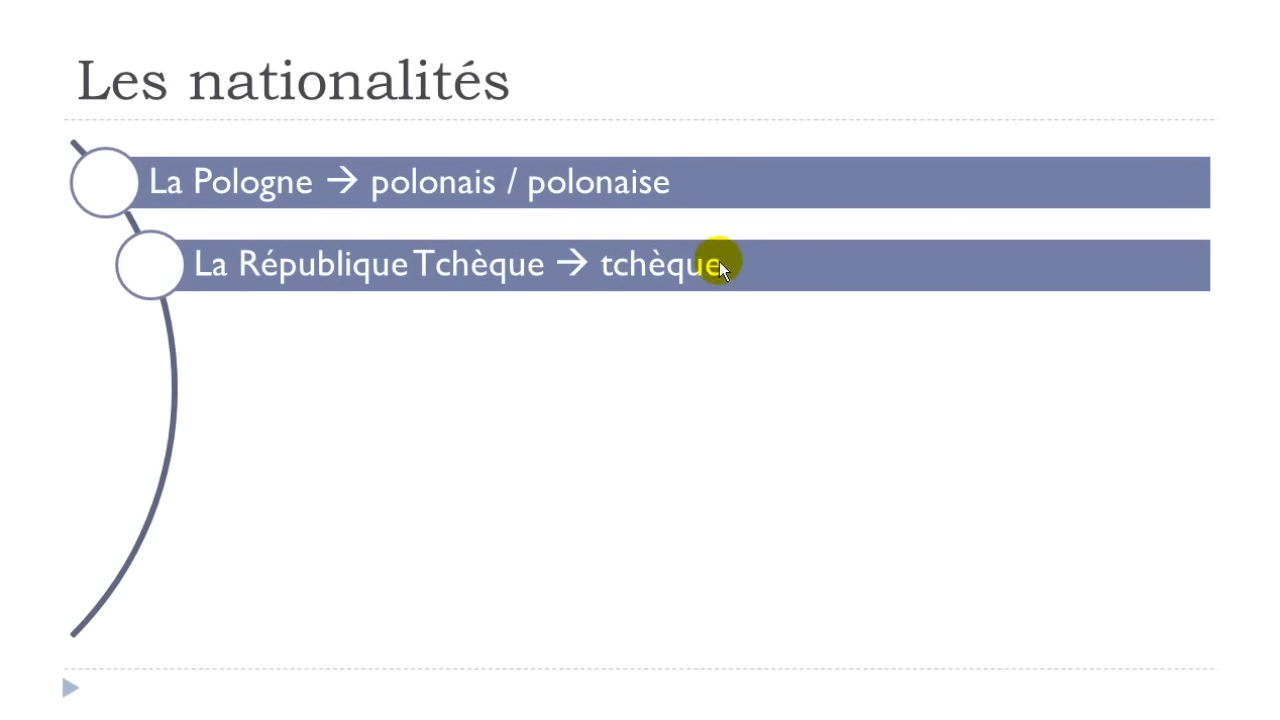 Les nationalités
La Pologne → polonais / polonaise
La République Tchèque → tchèque